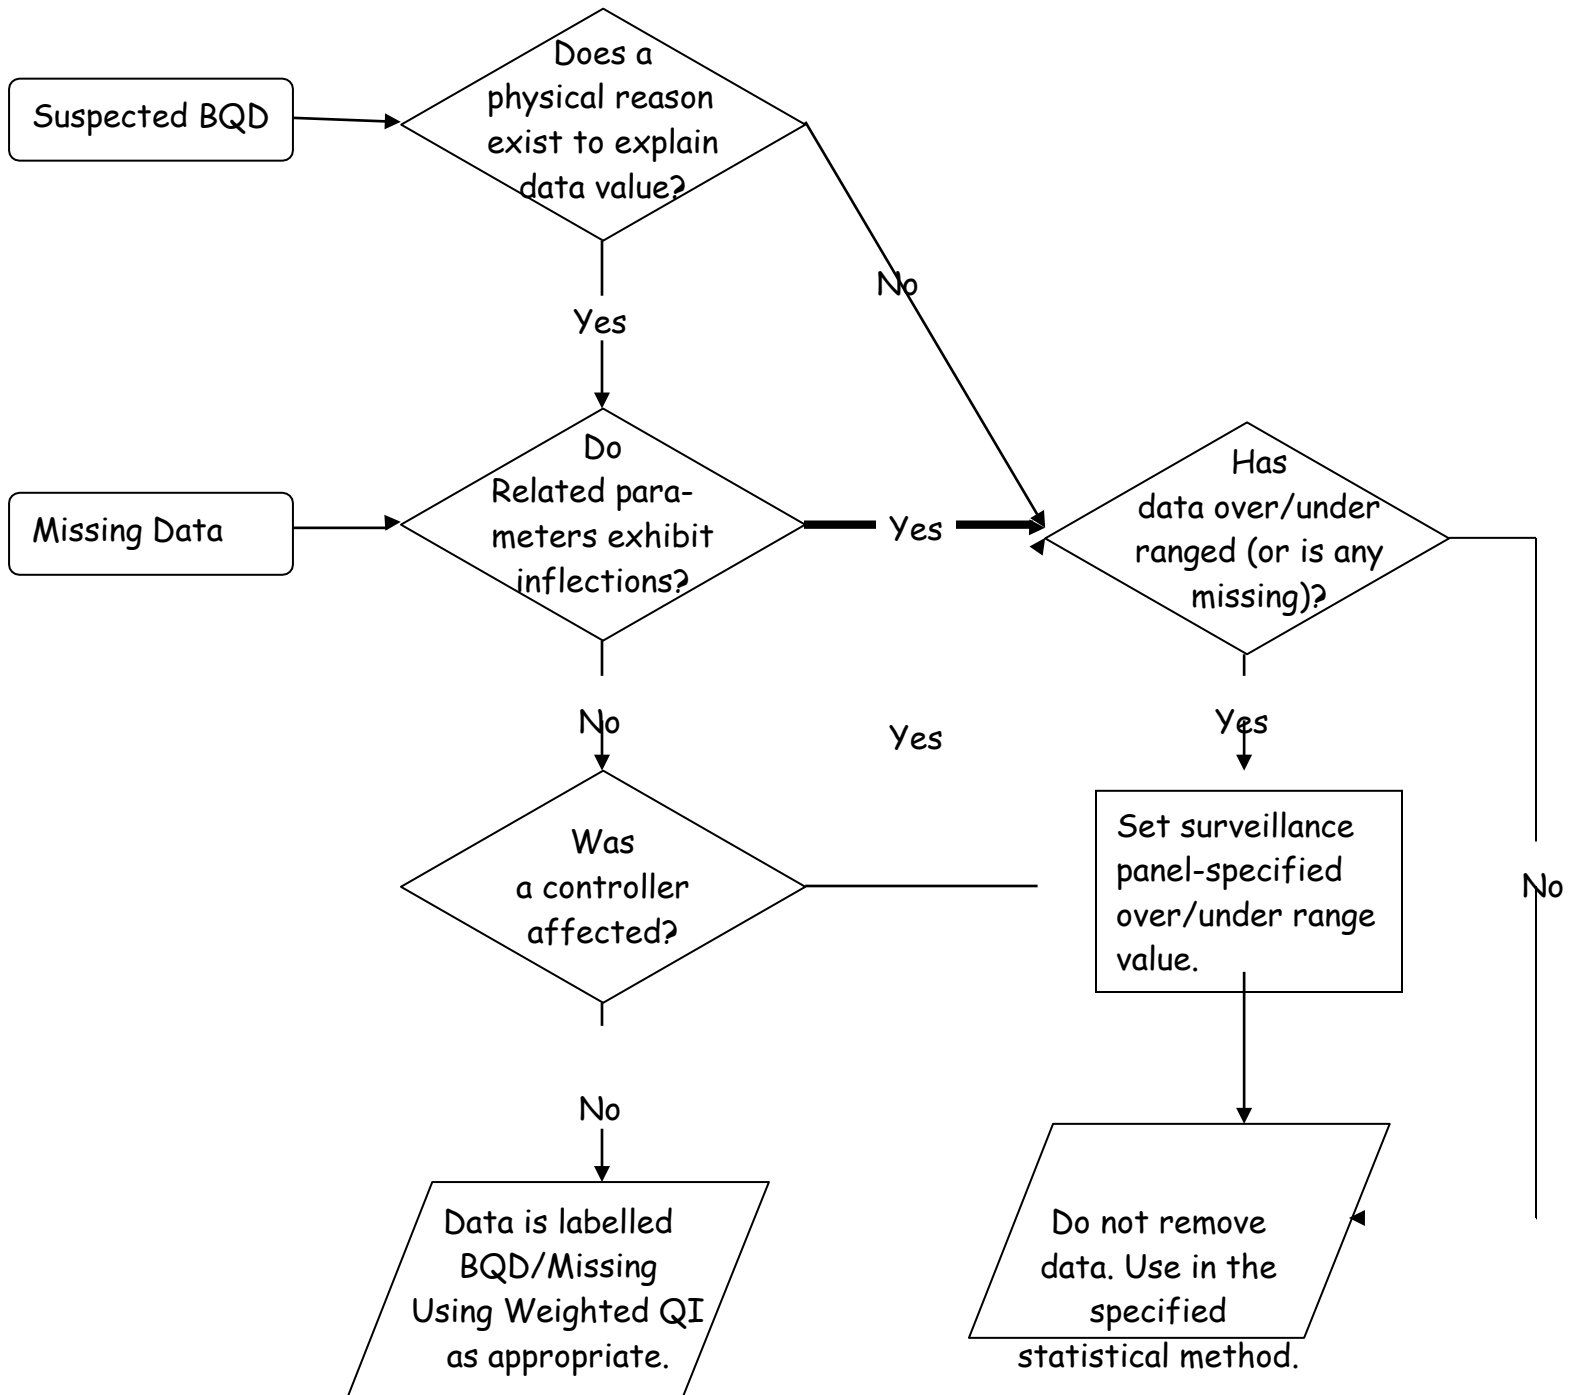 Does a
physical reason
exist to explain
data value?
Suspected BQD
No
Yes
Do
Related para-
meters exhibit
inflections?
Missing Data
Yes
Has
data over/under
ranged (or is any
missing)?
No
Yes
Yes
Was
a controller
affected?
Set surveillance
panel-specified
over/under range
value.
No
No
Data is labelled
BQD/Missing
Using Weighted QI
as appropriate.
Do not remove
data. Use in the
specified
statistical method.